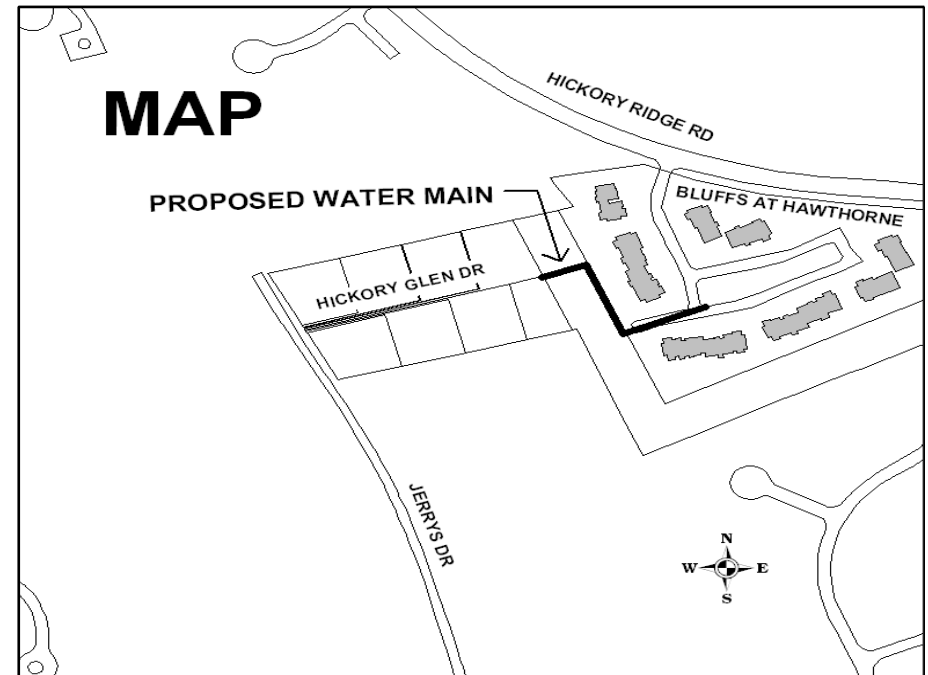 MAP
HICKORY RIDGE RD
PROPOSED WATER MAIN
BLUFFS AT HAWTHORNE
HICKORY GLEN DR
JERRYS DR
N
W E
S